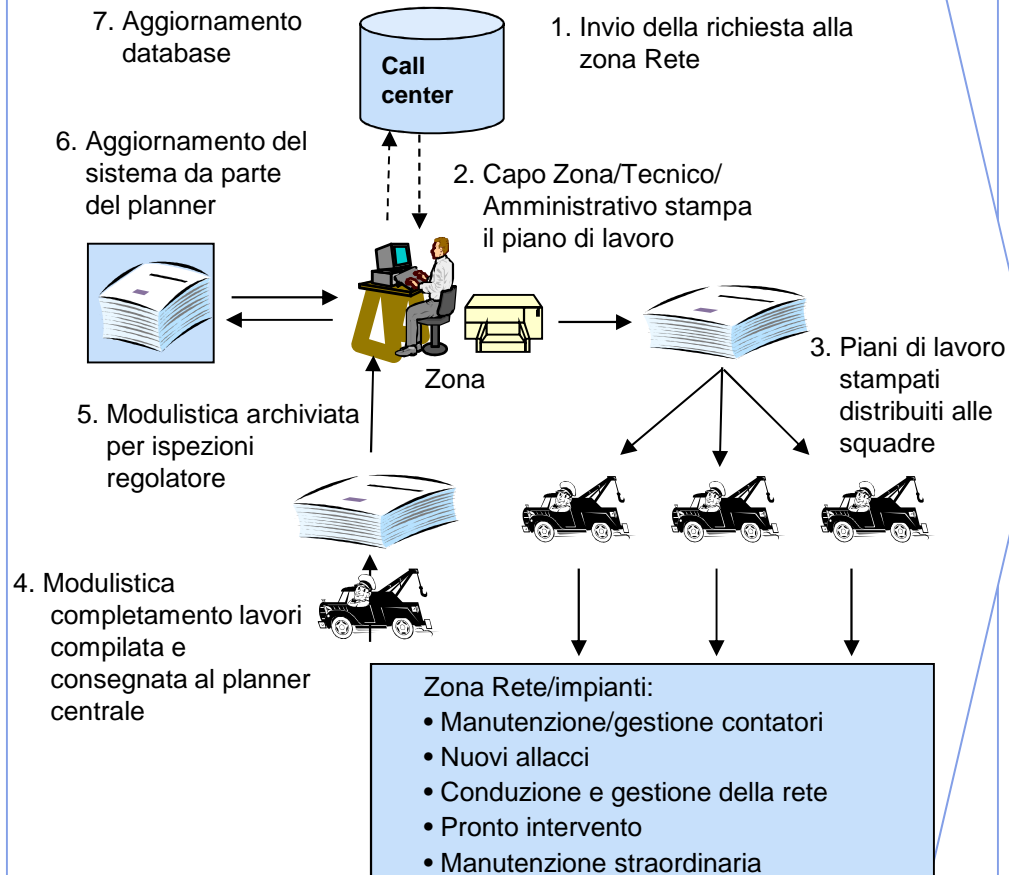 7. Aggiornamento
database
Call
center
1. Invio della richiesta alla
zona Rete
6. Aggiornamento del
sistema da parte
del planner
2. Capo Zona/Tecnico/
Amministrativo stampa
il piano di lavoro
Zona
3. Piani di lavoro
stampati
distribuiti alle
squadre
5. Modulistica archiviata
per ispezioni
regolatore
4. Modulistica
completamento lavori
compilata e
consegnata al planner
centrale
Zona Rete/impianti:
• Manutenzione/gestione contatori
• Nuovi allacci
• Conduzione e gestione della rete
• Pronto intervento
• Manutenzione straordinaria